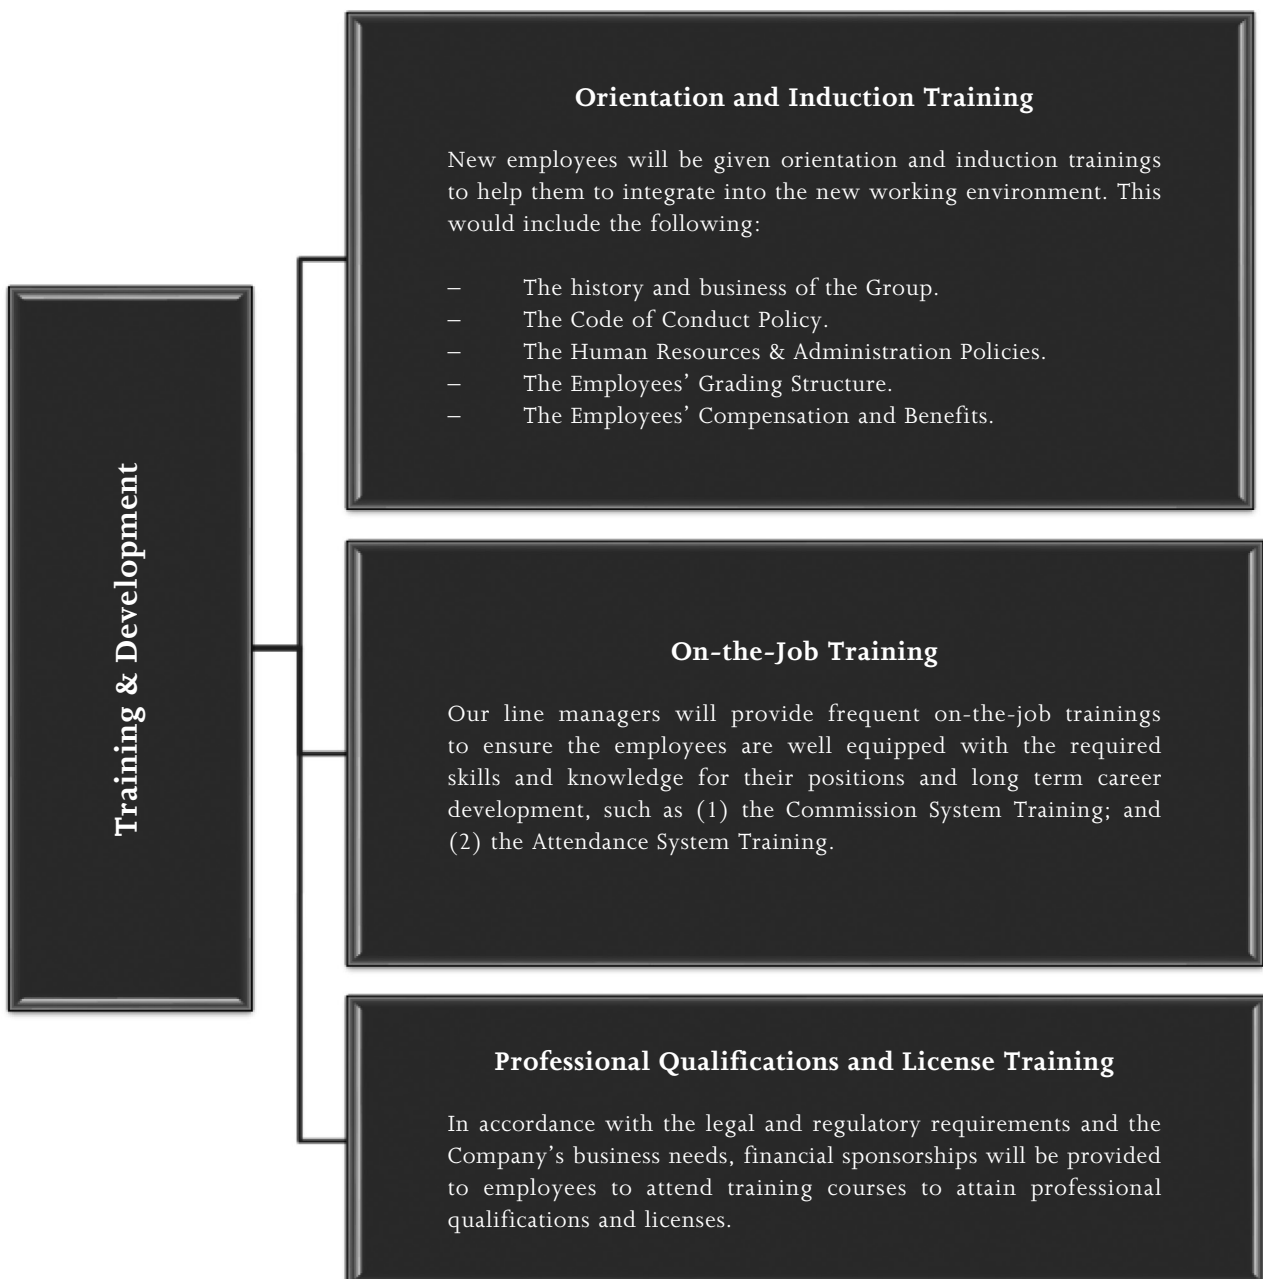 Training & Development
Orientation and Induction Training
New employees will be given orientation and induction trainings
to help them to integrate into the new working environment. This
would include the following:
– The history and business of the Group.
– The Code of Conduct Policy.
– The Human Resources & Administration Policies.
– The Employees’ Grading Structure.
– The Employees’ Compensation and Benefits.
On-the-Job Training
Our line managers will provide frequent on-the-job trainings
to ensure the employees are well equipped with the required
skills and knowledge for their positions and long term career
development, such as (1) the Commission System Training; and
(2) the Attendance System Training.
Professional Qualifications and License Training
In accordance with the legal and regulatory requirements and the
Company’s business needs, financial sponsorships will be provided
to employees to attend training courses to attain professional
qualifications and licenses.